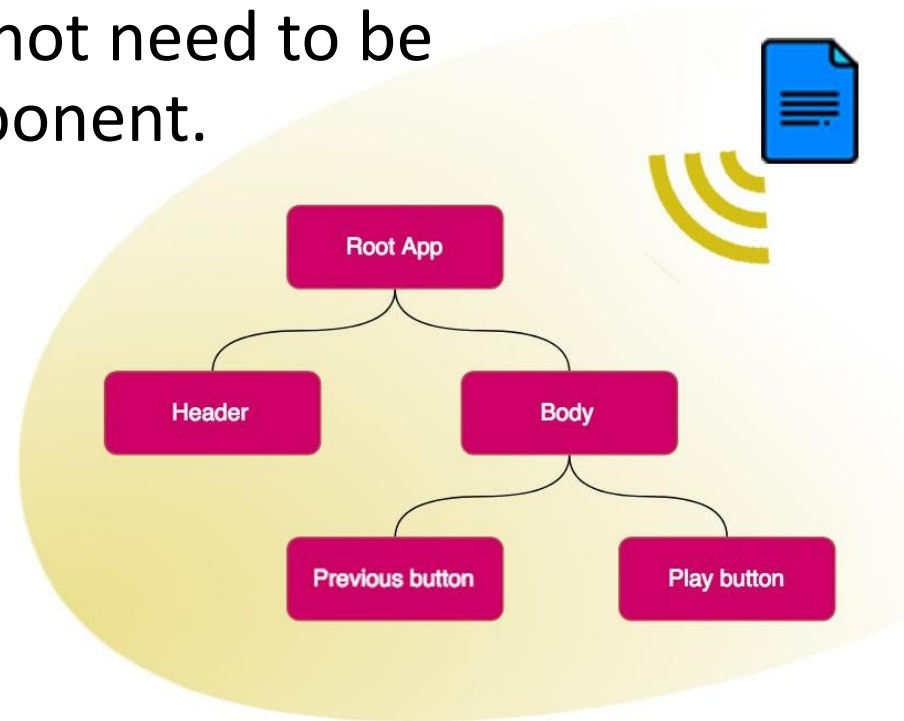 not need to be
ponent.
Root App
Header
Body
Previous button
Play button